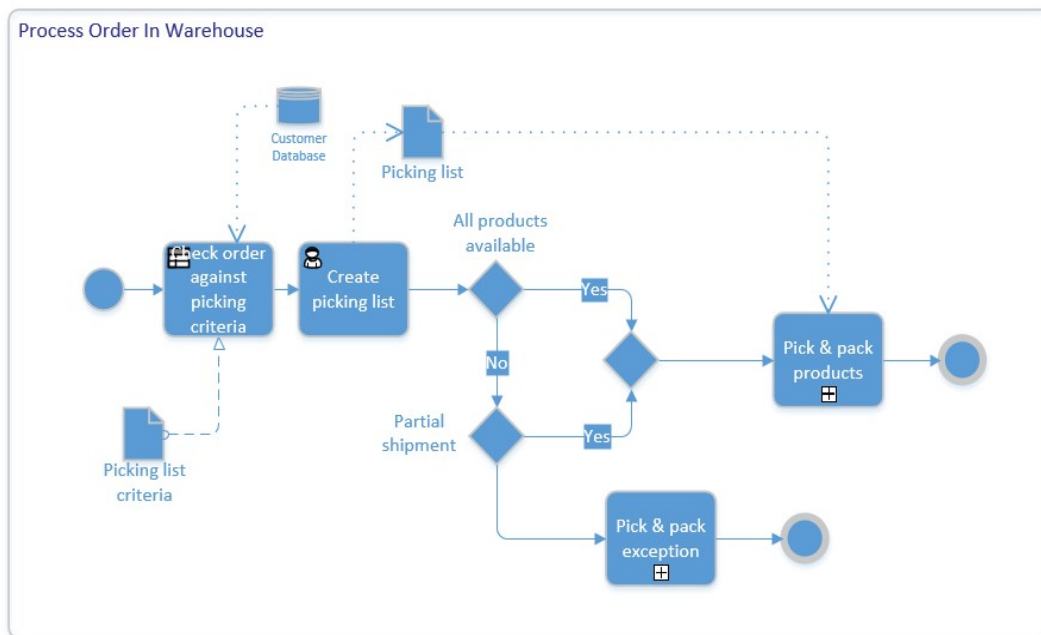 Process Order In Warehouse
Customer
Database
Picking list
All products
available
Check order
against
picking
criteria
Create
picking list
Yes
No
Pick & pack
products
Partial
shipment
Yes
Picking list
criteria
Pick & pack
exception